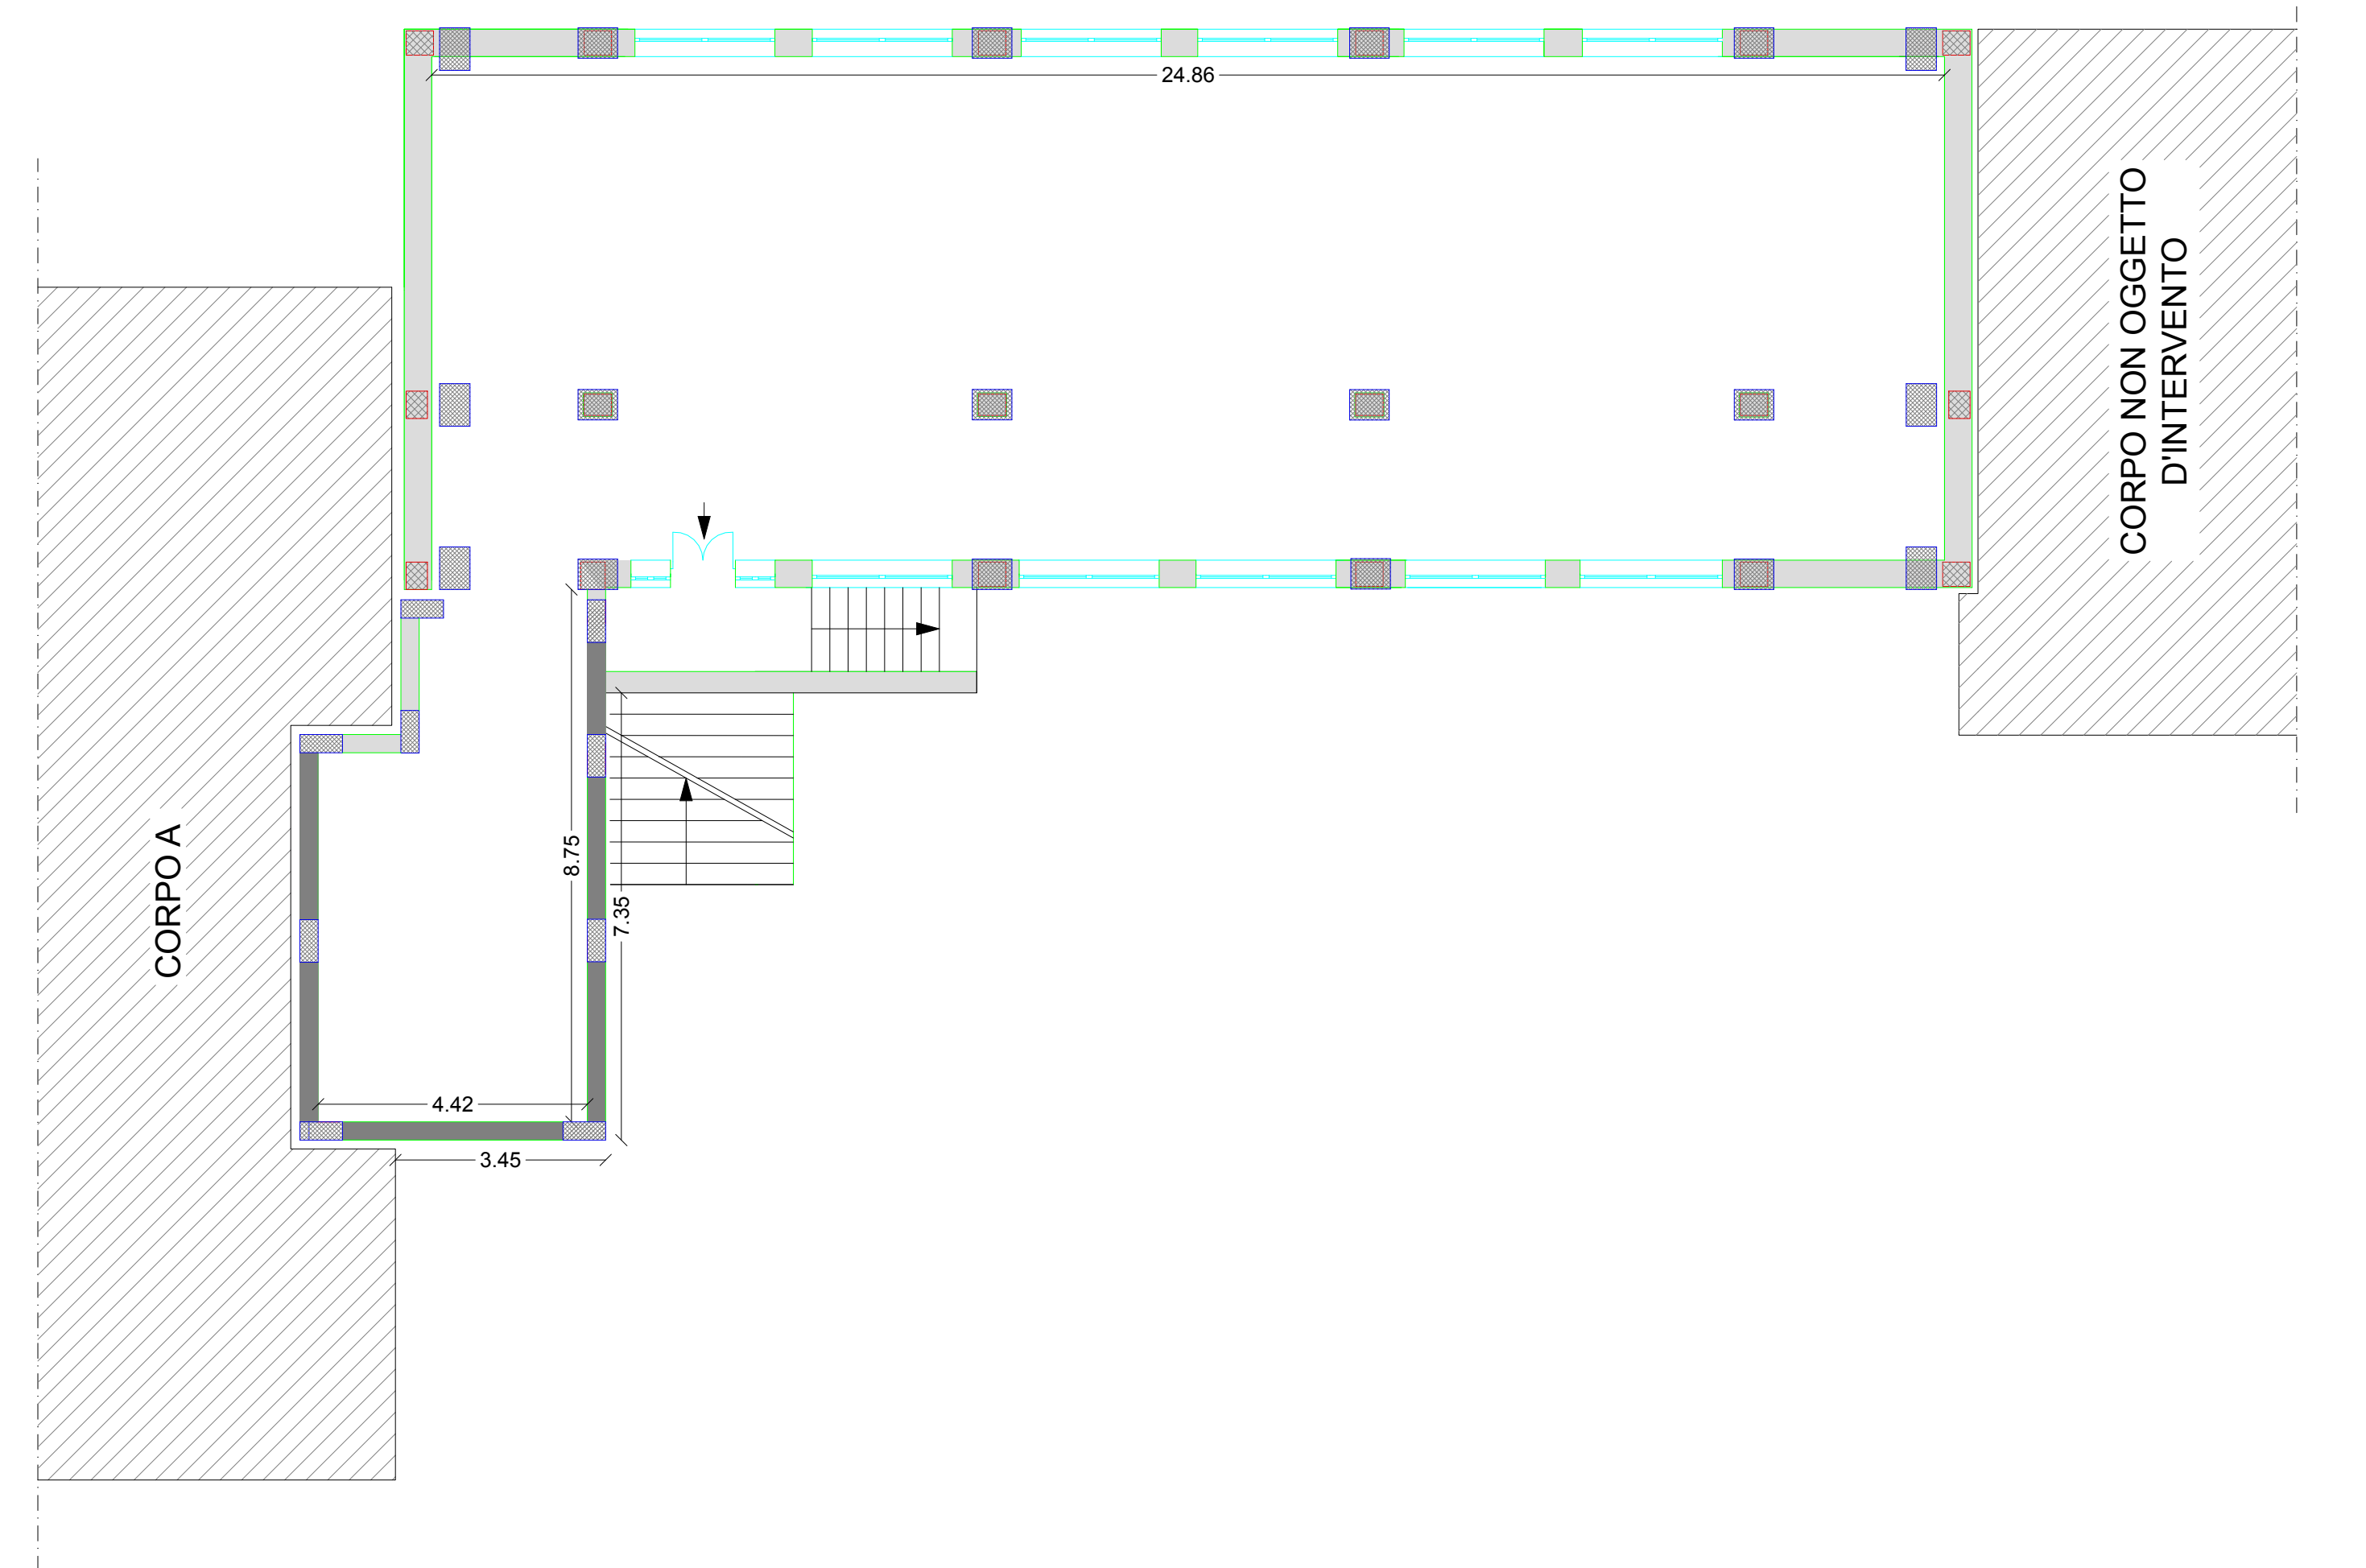 24.86
CORPO NON OGGETTO
D'INTERVENTO
CORPO A
8.75
7.35
4.42
3.45